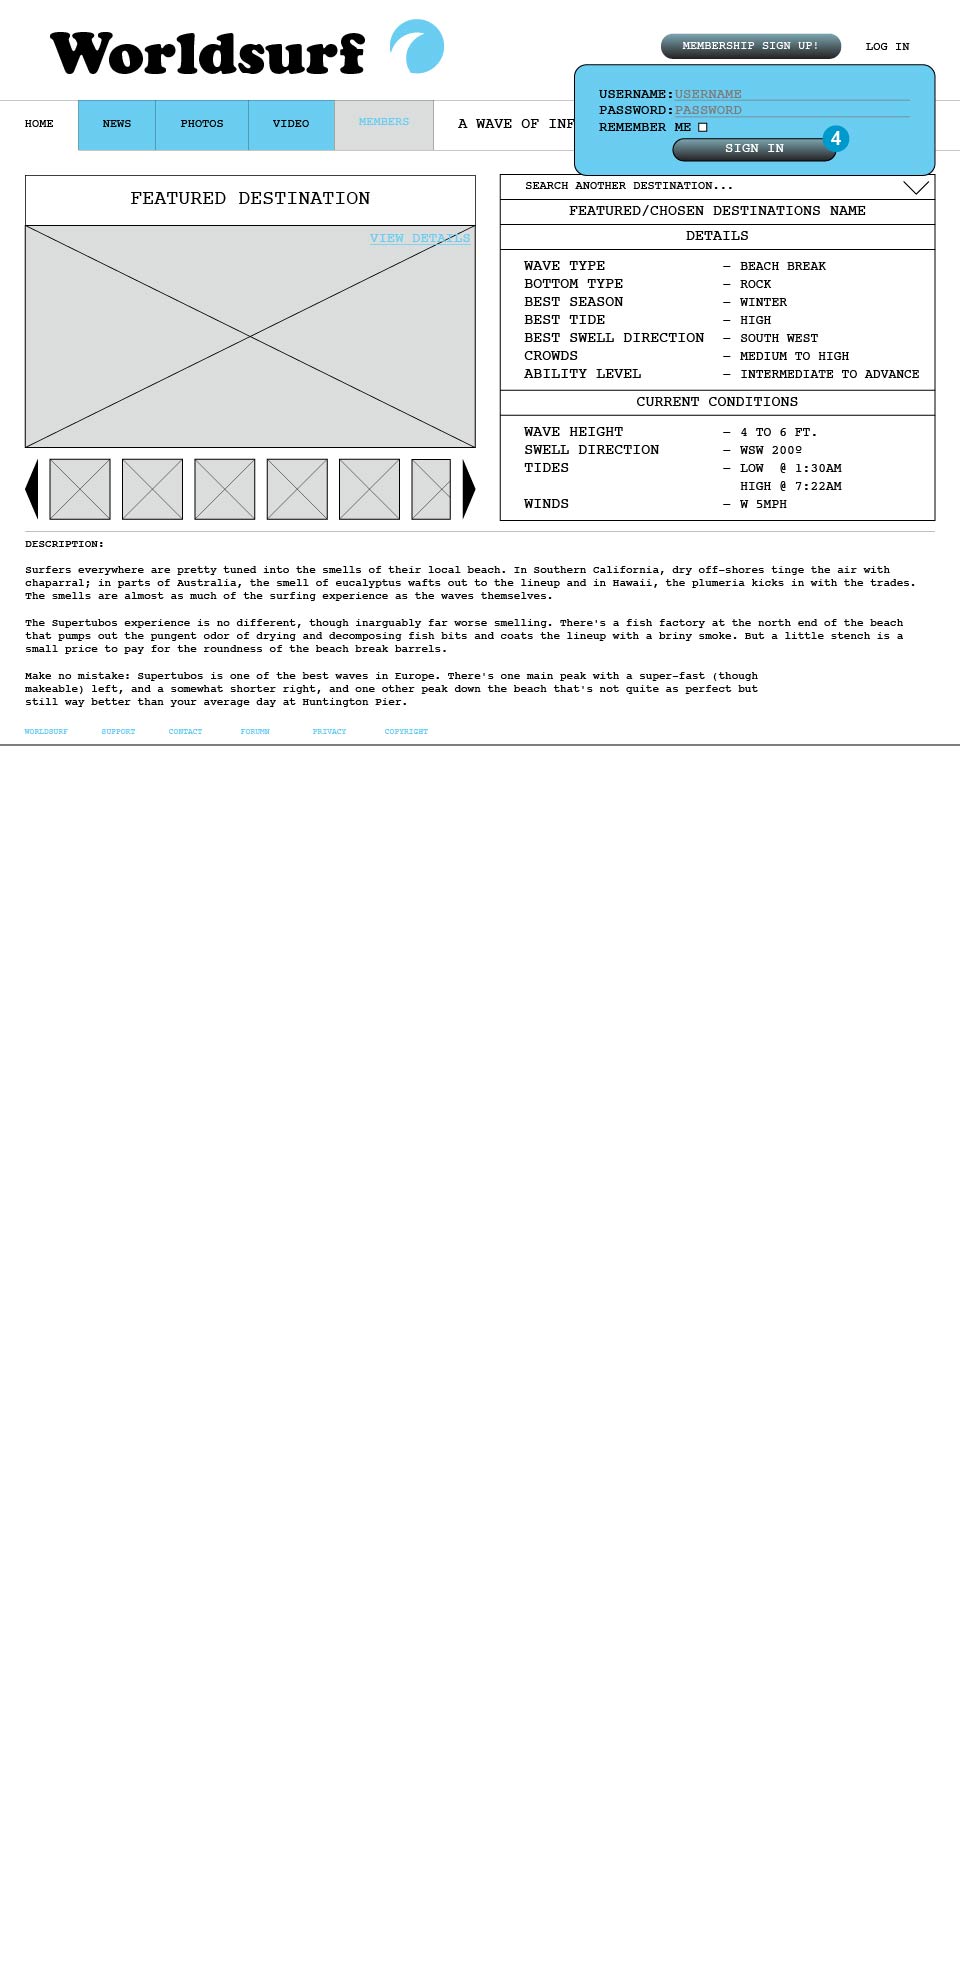 Worldsurf
MEMBERSHIP SIGN UP!
LOG IN
USERNAME:USERNAME
PASSWORD:PASSWORD
REMEMBER ME
SIGN IN
4
HOME
NEWS
PHOTOS
VIDEO
MEMBERS
A WAVE OF INF
FEATURED DESTINATION
VIEW DETAILS
SEARCH ANOTHER DESTINATION...
FEATURED/CHOSEN DESTINATIONS NAME
DETAILS
WAVE TYPE – BEACH BREAK
BOTTOM TYPE – ROCK
BEST SEASON – WINTER
BEST TIDE – HIGH
BEST SWELL DIRECTION – SOUTH WEST
CROWDS – MEDIUM TO HIGH
ABILITY LEVEL – INTERMEDIATE TO ADVANCE
CURRENT CONDITIONS
WAVE HEIGHT – 4 TO 6 FT.
SWELL DIRECTION – WSW 200º
TIDES – LOW @ 1:30AM
HIGH @ 7:22AM
WINDS – W 5MPH
DESCRIPTION:
Surfers everywhere are pretty tuned into the smells of their local beach. In Southern California, dry off-shores tinge the air with
chaparral; in parts of Australia, the smell of eucalyptus wafts out to the lineup and in Hawaii, the plumeria kicks in with the trades.
The smells are almost as much of the surfing experience as the waves themselves.
The Supertubos experience is no different, though inarguably far worse smelling. There's a fish factory at the north end of the beach
that pumps out the pungent odor of drying and decomposing fish bits and coats the lineup with a briny smoke. But a little stench is a
small price to pay for the roundness of the beach break barrels.
Make no mistake: Supertubos is one of the best waves in Europe. There's one main peak with a super-fast (though
makeable) left, and a somewhat shorter right, and one other peak down the beach that's not quite as perfect but
still way better than your average day at Huntington Pier.
WORLDSURF SUPPORT CONTACT FORUMN PRIVACY COPYRIGHT